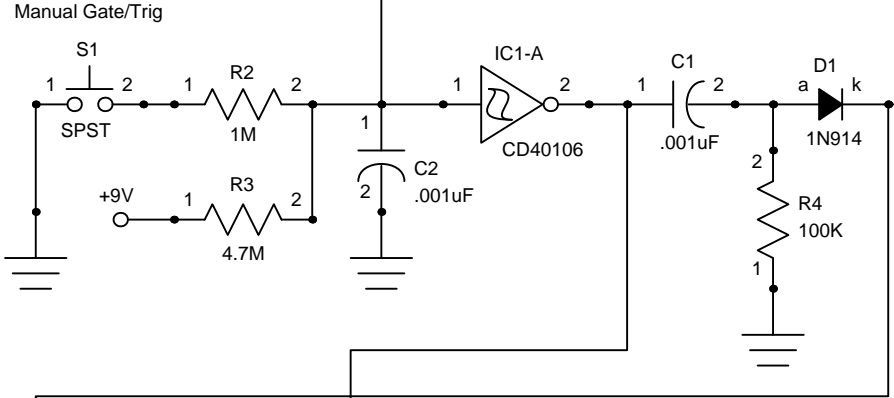 Manual Gate/Trig
S1
1 2
SPST
R2
1 2
1M
+9V
R3
1 2
4.7M
1
C2
2
.001uF
IC1-A
1 2
CD40106
C1
1 2
.001uF
D1
a k
1N914
2
R4
100K
1